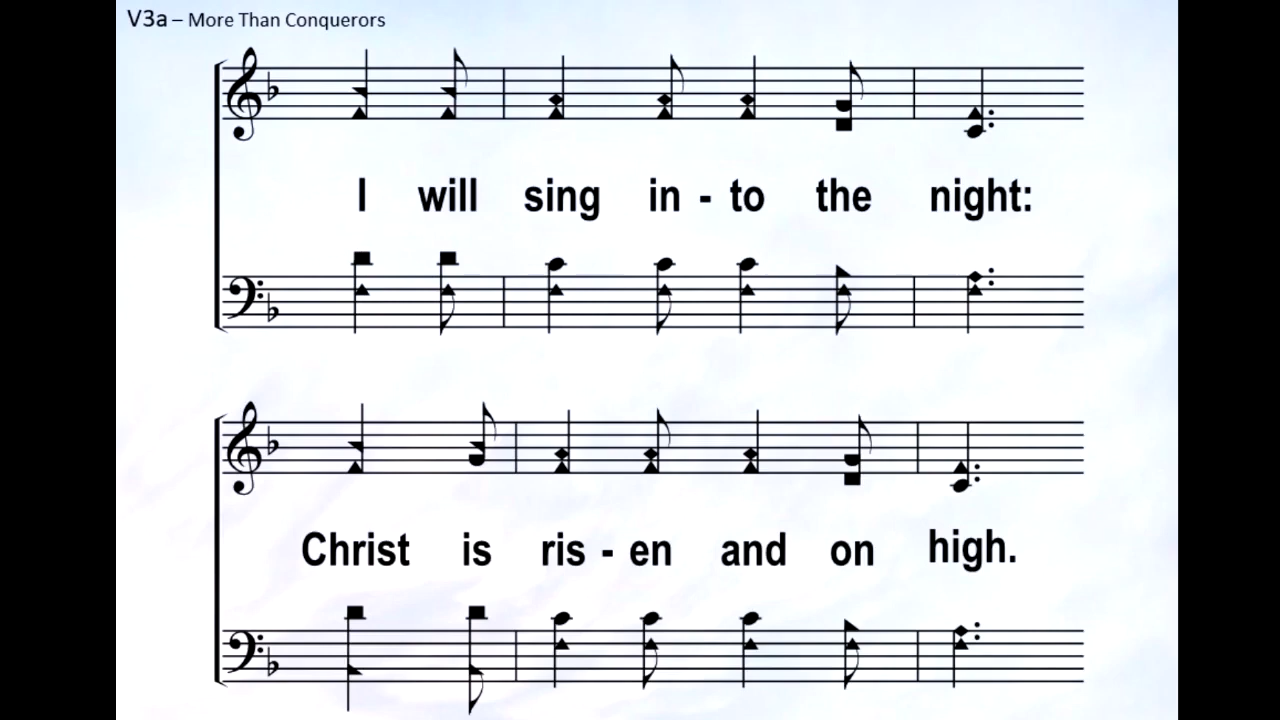 V3a – More Than Conquerors
I will sing in - to the night:
Christ is ris - en and on high.